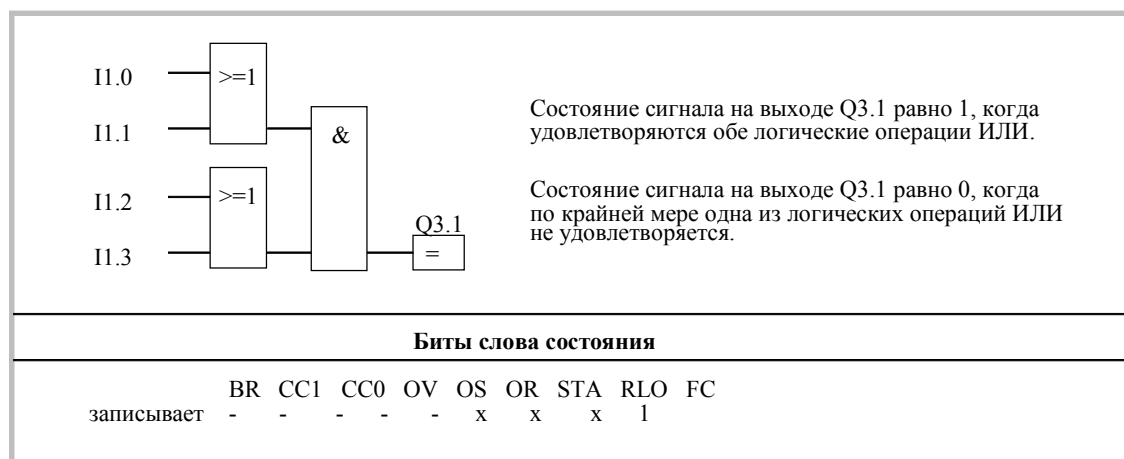 I1.0
>=1
I1.1
&
Состояние сигнала на выходе Q3.1 равно 1, когда
удовлетворяются обе логические операции ИЛИ.
I1.2
>=1
Состояние сигнала на выходе Q3.1 равно 0, когда
по крайней мере одна из логических операций ИЛИ
не удовлетворяется.
Q3.1
I1.3
=
Биты слова состояния
BR CC1 CC0 OV OS OR STA RLO FC
записывает - - - - - x x x 1